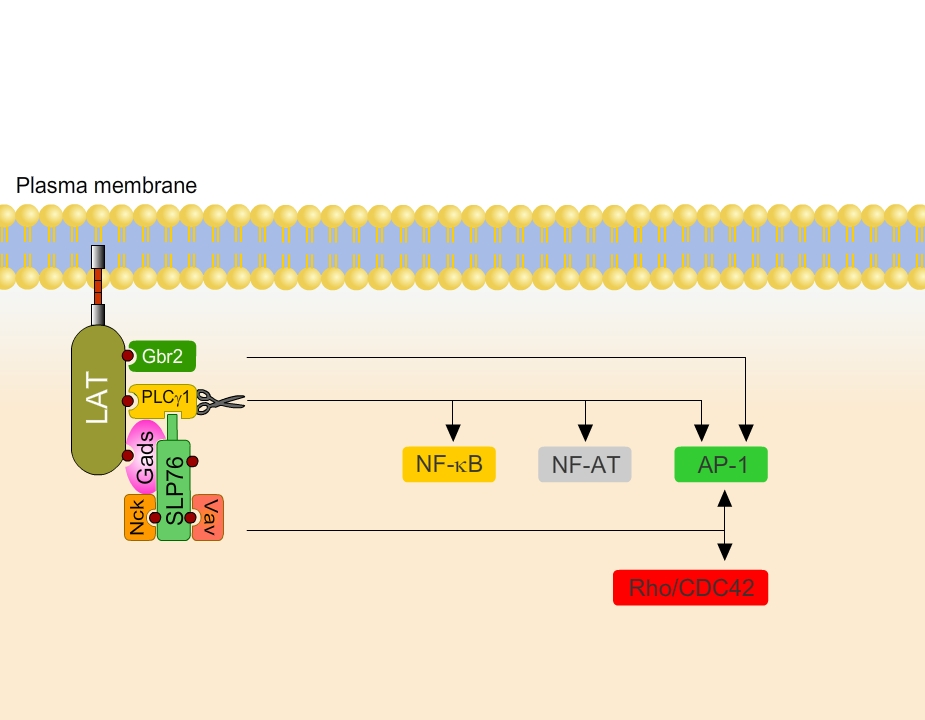 Plasma membrane
LAT
Gbr2
PLCγ1
Gads
SLP76
Nck
Vav
NF-κB
NF-AT
AP-1
Rho/CDC42